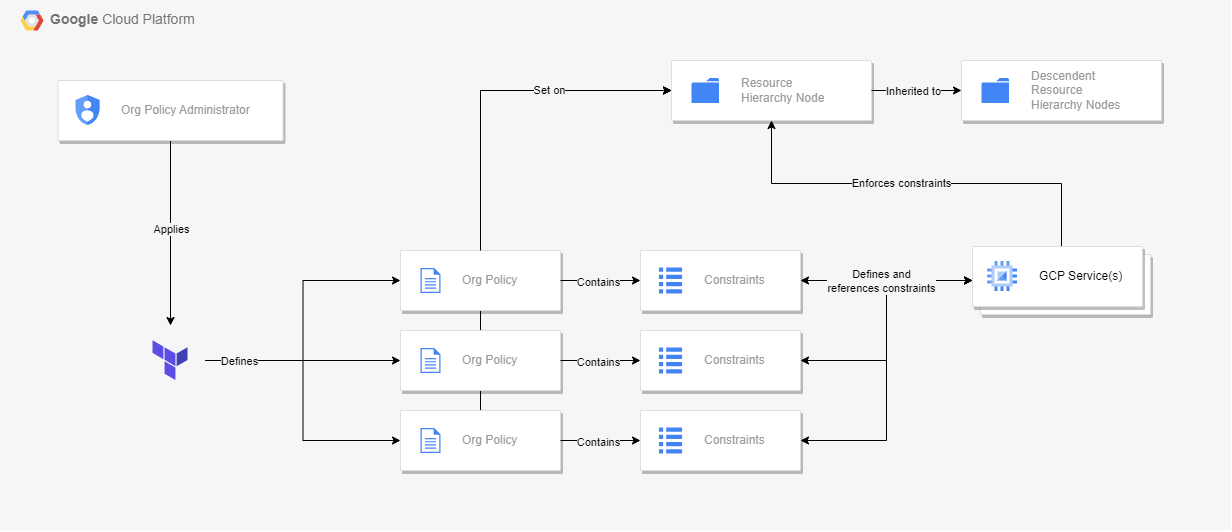 Google Cloud Platform
Org Policy Administrator
Applies
Defines
Set on
Resource
Hierarchy Node
Inherited to
Descendent
Resource
Hierarchy Nodes
Enforces constraints
Org Policy
Contains
Constraints
Defines and
references constraints
GCP Service(s)
Org Policy
Contains
Constraints
Org Policy
Contains
Constraints